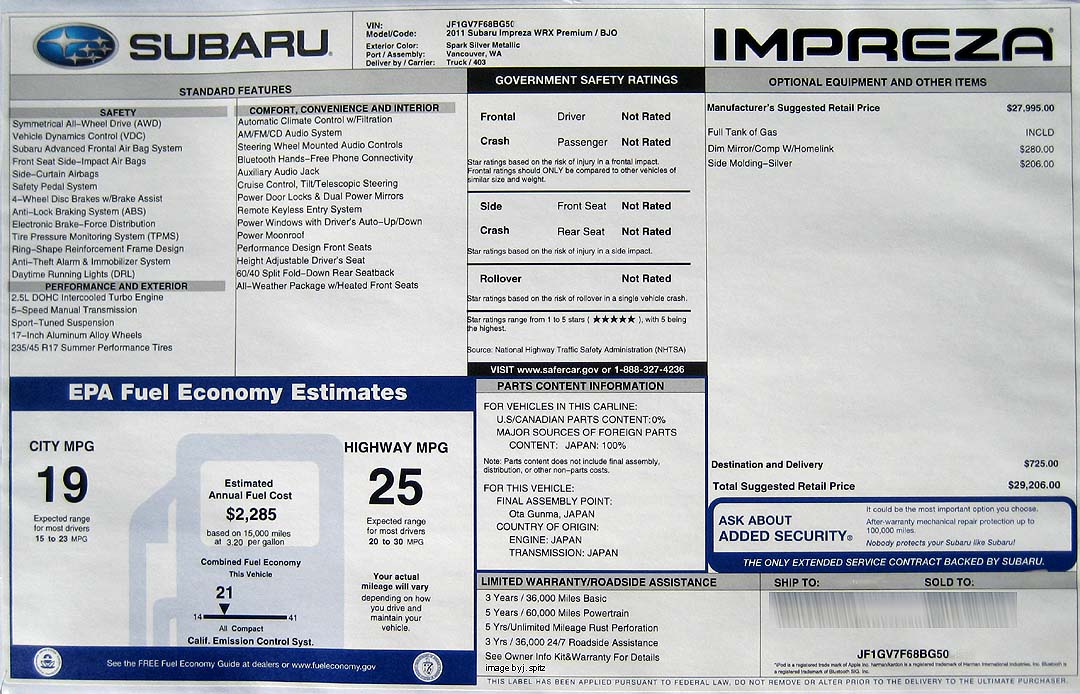 SUBARU
VIN: JF1GV7F68BG50
Model/Code: 2011 Subaru Impreza WRX Premium / BJO
Exterior Color: Spark Silver Metallic
Port / Assembly: Vancouver, WA
Deliver by / Carrier: Truck / 403
IMPREZA
STANDARD FEATURES
SAFETY
Symmetrical All-Wheel Drive (AWD)
Vehicle Dynamics Control (VDC)
Subaru Advanced Frontal Air Bag System
Front Seat Side-Impact Air Bags
Side-Curtain Airbags
Safety Pedal System
4-Wheel Disc Brakes w/Brake Assist
Anti-Lock Braking System (ABS)
Electronic Brake-Force Distribution
Tire Pressure Monitoring System (TPMS)
Ring-Shape Reinforcement Frame Design
Anti-Theft Alarm & Immobilizer System
Daytime Running Lights (DRL)
PERFORMANCE AND EXTERIOR
2.5L DOHC Intercooled Turbo Engine
5-Speed Manual Transmission
Sport-Tuned Suspension
17-Inch Aluminum Alloy Wheels
235/45 R17 Summer Performance Tires
COMFORT, CONVENIENCE AND INTERIOR
Automatic Climate Control w/Filtration
AM/FM/CD Audio System
Steering Wheel Mounted Audio Controls
Bluetooth Hands-Free Phone Connectivity
Auxiliary Audio Jack
Cruise Control, Tilt/Telescopic Steering
Power Door Locks & Dual Power Mirrors
Remote Keyless Entry System
Power Windows with Driver's Auto-Up/Down
Power Moonroof
Performance Design Front Seats
Height Adjustable Driver's Seat
60/40 Split Fold-Down Rear Seatback
All-Weather Package w/Heated Front Seats
GOVERNMENT SAFETY RATINGS
Frontal Driver Not Rated
Crash Passenger Not Rated
Star ratings based on the risk of injury in a frontal impact.
Frontal ratings should ONLY be compared to other vehicles of
similar size and weight.
Side Front Seat Not Rated
Crash Rear Seat Not Rated
Star ratings based on the risk of injury in a side impact.
Rollover Not Rated
Star ratings based on the risk of rollover in a single vehicle crash.
Star ratings range from 1 to 5 stars ( ★★★★★ ), with 5 being
the highest.
Source: National Highway Traffic Safety Administration (NHTSA)
VISIT www.safercar.gov or 1-888-327-4236
OPTIONAL EQUIPMENT AND OTHER ITEMS
Manufacturer's Suggested Retail Price $27,995.00
Full Tank of Gas INCLD
Dim Mirror/Comp W/Homelink $280.00
Side Molding-Silver $206.00
Destination and Delivery $725.00
Total Suggested Retail Price $29,206.00
ASK ABOUT
ADDED SECURITY®
It could be the most important option you choose.
After-warranty mechanical repair protection up to
100,000 miles.
Nobody protects your Subaru like Subaru!
THE ONLY EXTENDED SERVICE CONTRACT BACKED BY SUBARU.
EPA Fuel Economy Estimates
CITY MPG
19
Expected range
for most drivers
15 to 23 MPG
Estimated
Annual Fuel Cost
$2,285
based on 15,000 miles
at 3.20 per gallon
Combined Fuel Economy
This Vehicle
21
14 41
All Compact
Calif. Emission Control Syst.
HIGHWAY MPG
25
Expected range
for most drivers
20 to 30 MPG
Your actual
mileage will vary
depending on how
you drive and
maintain your
vehicle.
See the FREE Fuel Economy Guide at dealers or www.fueleconomy.gov
PARTS CONTENT INFORMATION
FOR VEHICLES IN THIS CARLINE:
U.S/CANADIAN PARTS CONTENT:0%
MAJOR SOURCES OF FOREIGN PARTS
CONTENT: JAPAN: 100%
Note: Parts content does not include final assembly,
distribution, or other non-parts costs.
FOR THIS VEHICLE:
FINAL ASSEMBLY POINT:
Ota Gunma, JAPAN
COUNTRY OF ORIGIN:
ENGINE: JAPAN
TRANSMISSION: JAPAN
LIMITED WARRANTY/ROADSIDE ASSISTANCE
3 Years / 36,000 Miles Basic
5 Years / 60,000 Miles Powertrain
5 Yrs/Unlimited Mileage Rust Perforation
3 Yrs / 36,000 24/7 Roadside Assistance
See Owner Info Kit&Warranty For Details
image by j. spitz
SHIP TO: SOLD TO:
JF1GV7F68BG50
*iPod is a registered trade mark of Apple Inc. harman/kardon is a registered trademark of Harman International Industries, Inc. Bluetooth is
a registered trademark of Bluetooth SIG, Inc.
THIS LABEL HAS BEEN APPLIED PURSUANT TO FEDERAL LAW. DO NOT REMOVE OR ALTER PRIOR TO THE DELIVERY TO THE ULTIMATE PURCHASER.